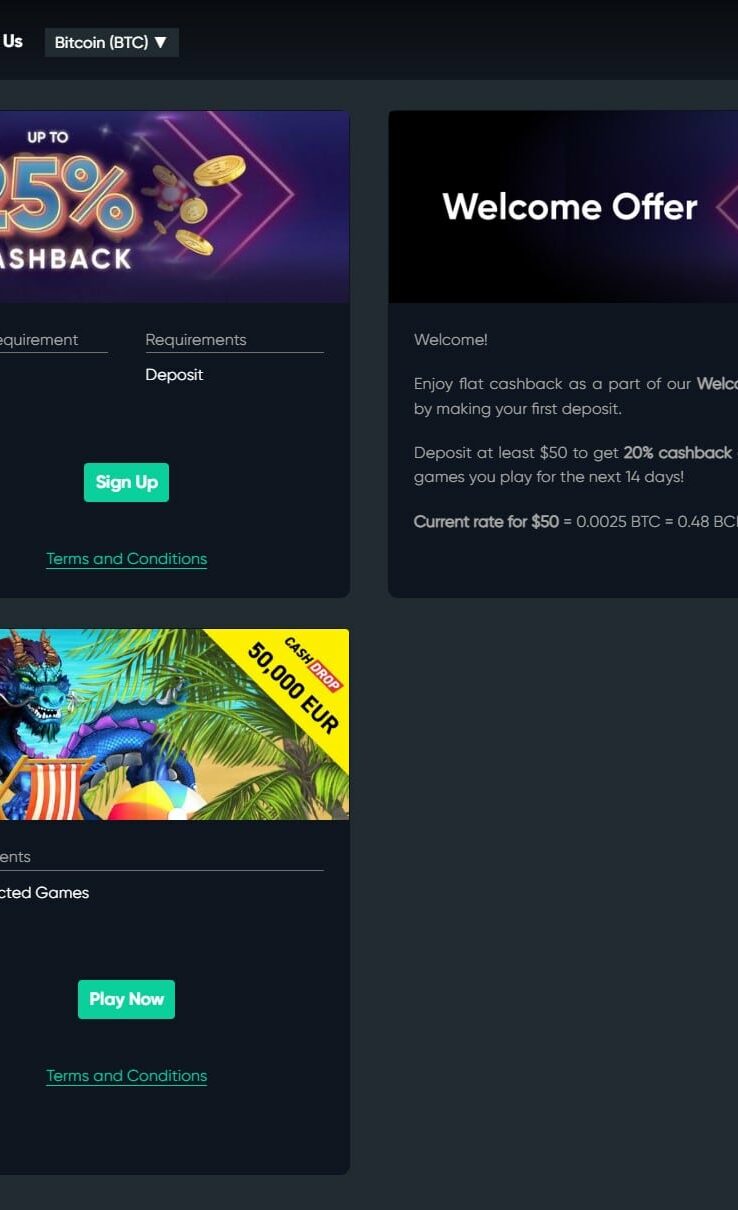 Us
Bitcoin (BTC) ▼
UP TO
25%
CASHBACK
equirement
Requirements
Deposit
Sign Up
Terms and Conditions
Welcome Offer
Welcome!
Enjoy flat cashback as a part of our Welco
by making your first deposit.
Deposit at least $50 to get 20% cashback
games you play for the next 14 days!
Current rate for $50 = 0.0025 BTC = 0.48 BCH
CASH DROP
50,000 EUR
ents
cted Games
Play Now
Terms and Conditions